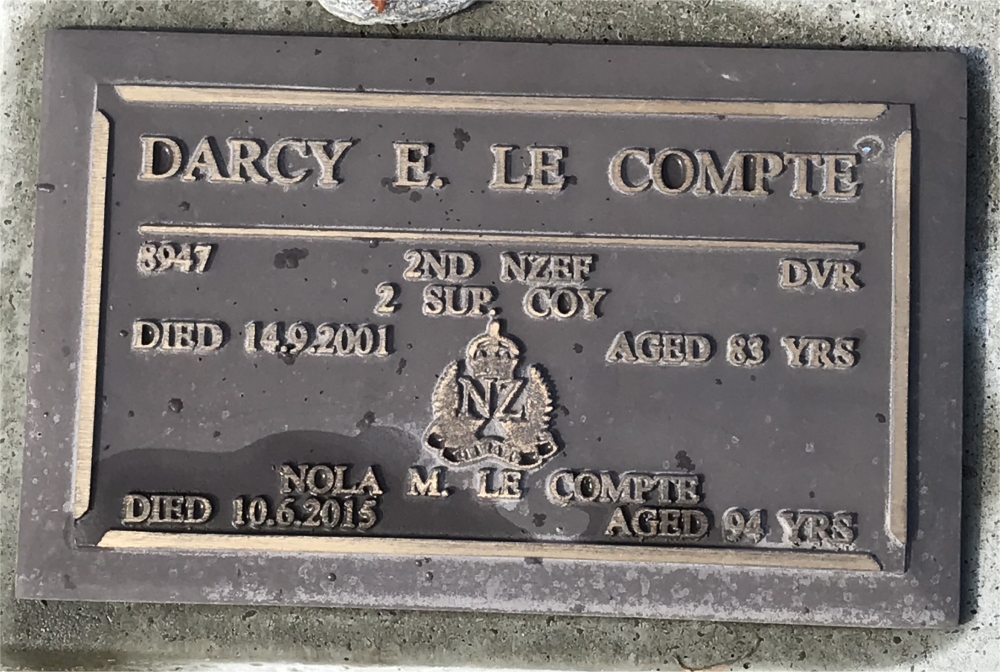 DARCY E. LE COMPTE
8947 2ND NZEF DVR
2 SUP. COY
DIED 14.9.2001 AGED 83 YRS
NZ
NOLA M. LE COMPTE
DIED 10.6.2015 AGED 94 YRS